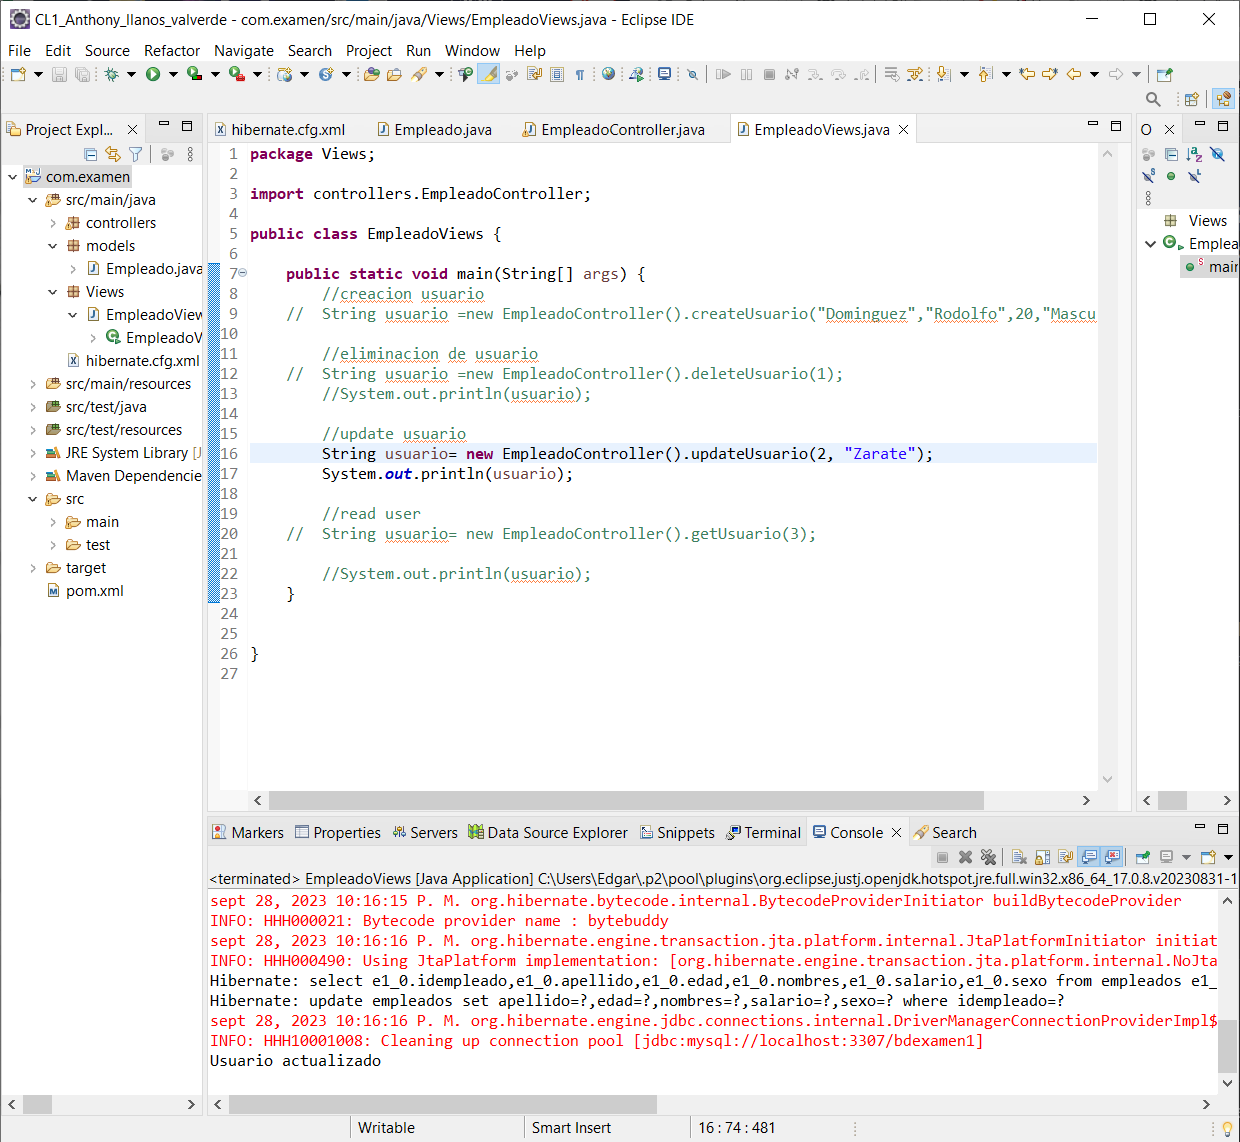 CL1_Anthony_llanos_valverde - com.examen/src/main/java/Views/EmpleadoViews.java - Eclipse IDE
File Edit Source Refactor Navigate Search Project Run Window Help
Project Expl...
hibernate.cfg.xml Empleado.java EmpleadoController.java EmpleadoViews.java
O
com.examen
src/main/java
controllers
models
Empleado.java
Views
EmpleadoView
EmpleadoV
hibernate.cfg.xml
src/main/resources
src/test/java
src/test/resources
JRE System Library [J
Maven Dependencie
src
main
test
target
pom.xml
1 package Views;
2
3 import controllers.EmpleadoController;
4
5 public class EmpleadoViews {
6
7 public static void main(String[] args) {
8 //creacion usuario
9 // String usuario =new EmpleadoController().createUsuario("Dominguez","Rodolfo",20,"Mascu
10
11 //eliminacion de usuario
12 // String usuario =new EmpleadoController().deleteUsuario(1);
13 //System.out.println(usuario);
14
15 //update usuario
16 String usuario= new EmpleadoController().updateUsuario(2, "Zarate");
17 System.out.println(usuario);
18
19 //read user
20 // String usuario= new EmpleadoController().getUsuario(3);
21
22 //System.out.println(usuario);
23 }
24
25
26 }
27
Views
Emplea
main
Markers Properties Servers Data Source Explorer Snippets Terminal Console Search
<terminated> EmpleadoViews [Java Application] C:\Users\Edgar\.p2\pool\plugins\org.eclipse.justj.openjdk.hotspot.jre.full.win32.x86_64_17.0.8.v20230831-1
sept 28, 2023 10:16:15 P. M. org.hibernate.bytecode.internal.BytecodeProviderInitiator buildBytecodeProvider
INFO: HHH000021: Bytecode provider name : bytebuddy
sept 28, 2023 10:16:16 P. M. org.hibernate.engine.transaction.jta.platform.internal.JtaPlatformInitiator initiat
INFO: HHH000490: Using JtaPlatform implementation: [org.hibernate.engine.transaction.jta.platform.internal.NoJta
Hibernate: select e1_0.idempleado,e1_0.apellido,e1_0.edad,e1_0.nombres,e1_0.salario,e1_0.sexo from empleados e1_
Hibernate: update empleados set apellido=?,edad=?,nombres=?,salario=?,sexo=? where idempleado=?
sept 28, 2023 10:16:16 P. M. org.hibernate.engine.jdbc.connections.internal.DriverManagerConnectionProviderImpl$
INFO: HHH10001008: Cleaning up connection pool [jdbc:mysql://localhost:3307/bdexamen1]
Usuario actualizado
Writable Smart Insert 16 : 74 : 481